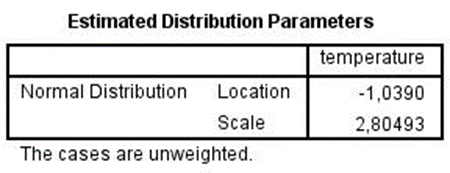 Estimated Distribution Parameters
temperature
Normal Distribution Location -1,0390
Scale 2,80493
The cases are unweighted.